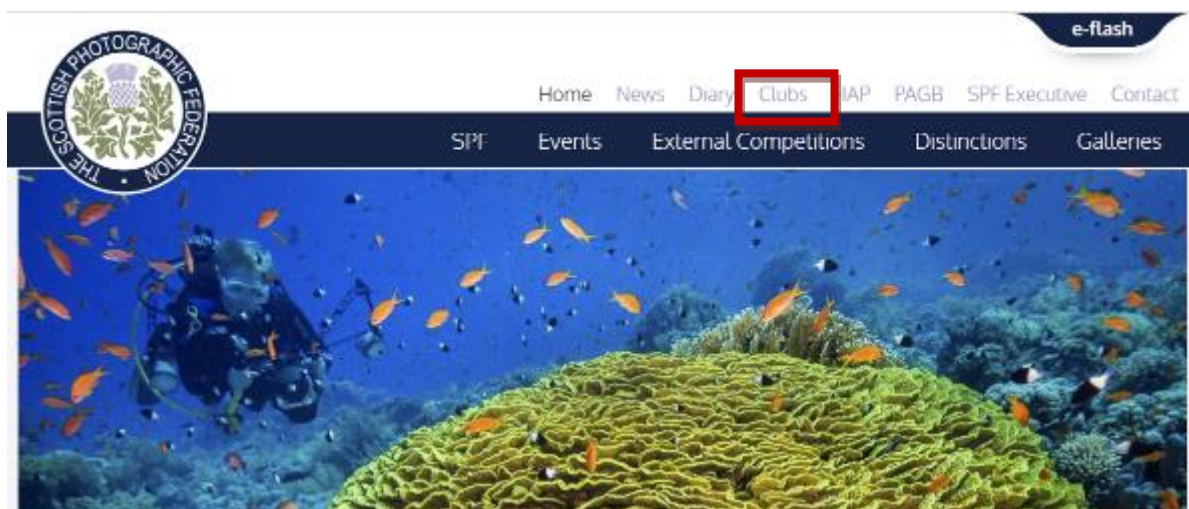 e-flash
THE SCOTTISH PHOTOGRAPHIC FEDERATION
Home News Diary Clubs PAGB SPF Executive Contact
SPF Events External Competitions Distinctions Galleries